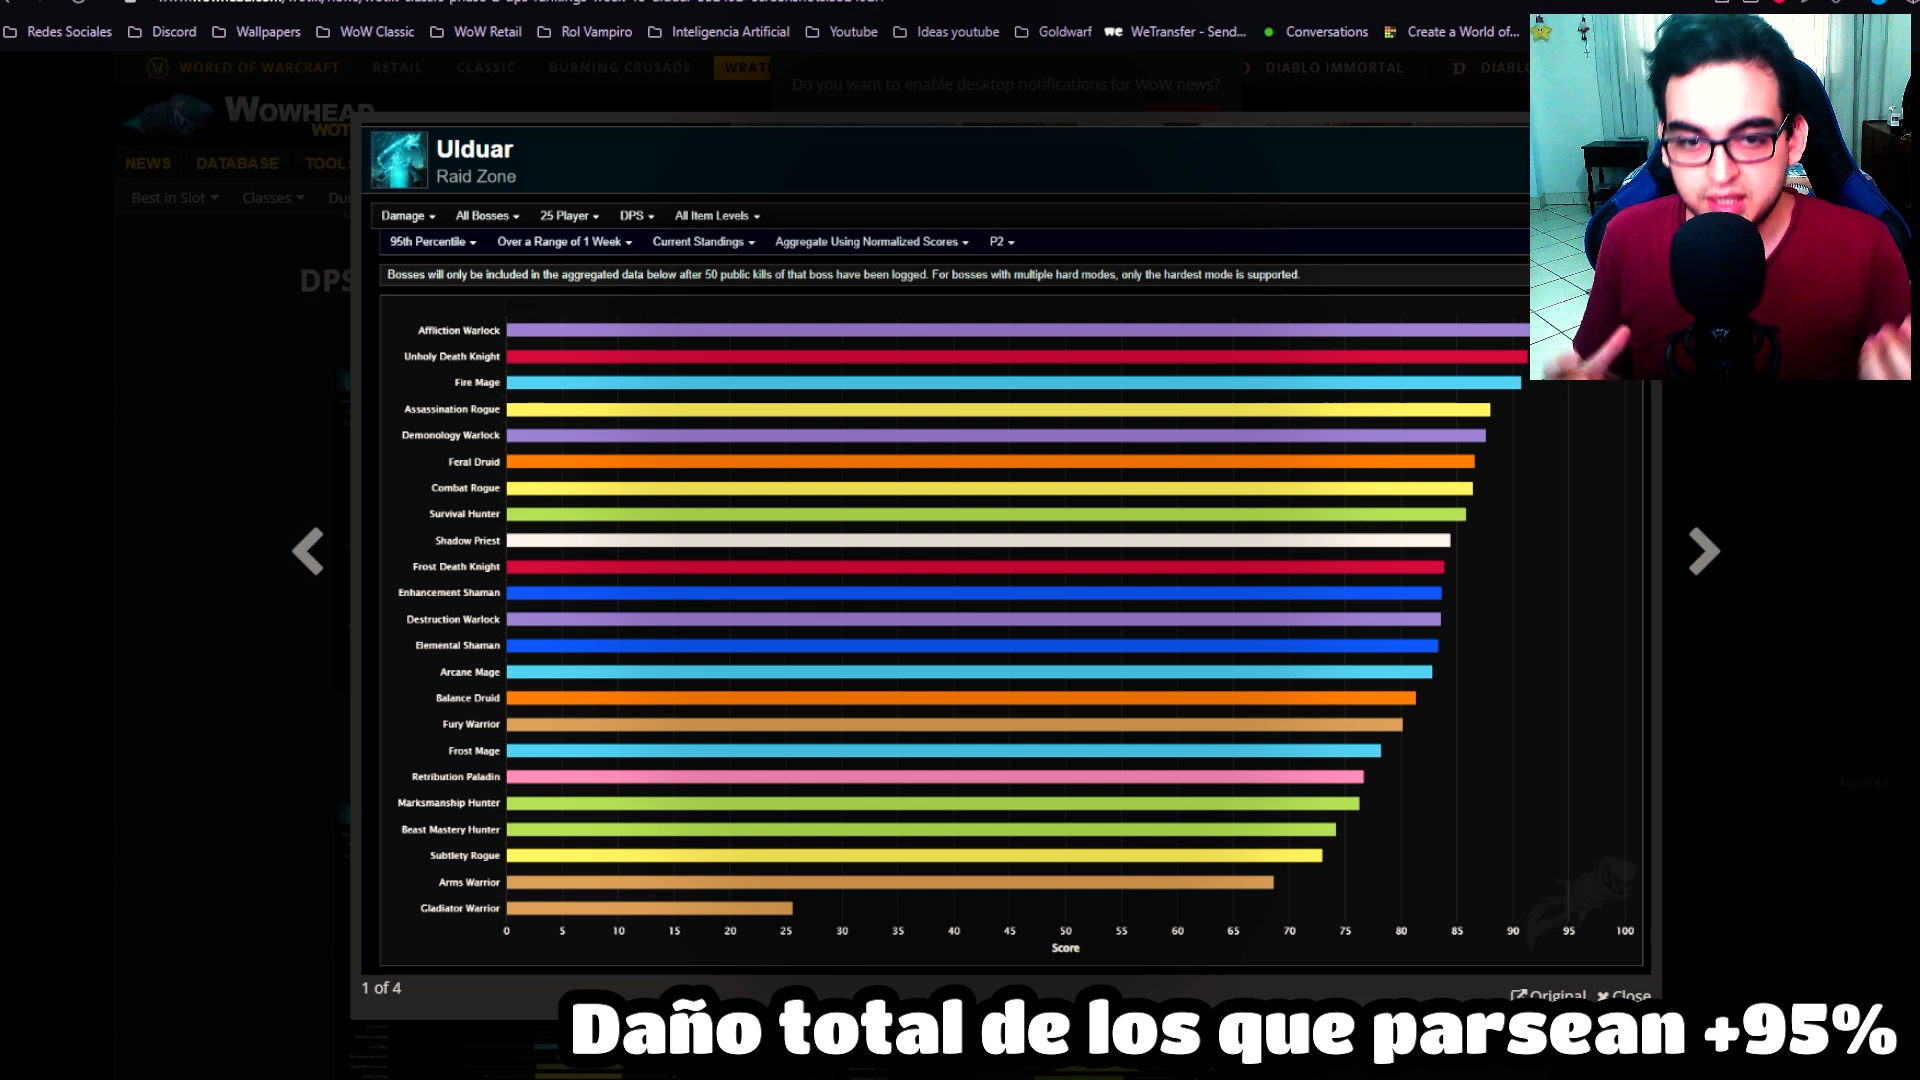 Redes Sociales Discord Wallpapers WoW Classic WoW Retail Rol Vampiro Inteligencia Artificial Youtube Ideas youtube Goldwarf WeTransfer - Send... Conversations Create a World of...
WORLD OF WARCRAFT RETAIL CLASSIC BURNING CRUSADE DIABLO IMMORTAL
Do you want to enable desktop notifications for WoW news?
WOWHEAD
NEWS DATABASE
Best in Slot Classes
Ulduar
Raid Zone
Damage All Bosses 25 Player DPS All Item Levels
95th Percentile Over a Range of 1 Week Current Standings Aggregate Using Normalized Scores P2
Bosses will only be included in the aggregated data below after 50 public kills of that boss have been logged. For bosses with multiple hard modes, only the hardest mode is supported.
Affliction Warlock
Unholy Death Knight
Fire Mage
Assassination Rogue
Demonology Warlock
Feral Druid
Combat Rogue
Survival Hunter
Shadow Priest
Frost Death Knight
Enhancement Shaman
Destruction Warlock
Elemental Shaman
Arcane Mage
Balance Druid
Fury Warrior
Frost Mage
Retribution Paladin
Marksmanship Hunter
Beast Mastery Hunter
Subtlety Rogue
Arms Warrior
Gladiator Warrior
0 5 10 15 20 25 30 35 40 45 50 55 60 65 70 75 80 85 90 95 100
Score
1 of 4
Original Close
Daño total de los que parsean +95%